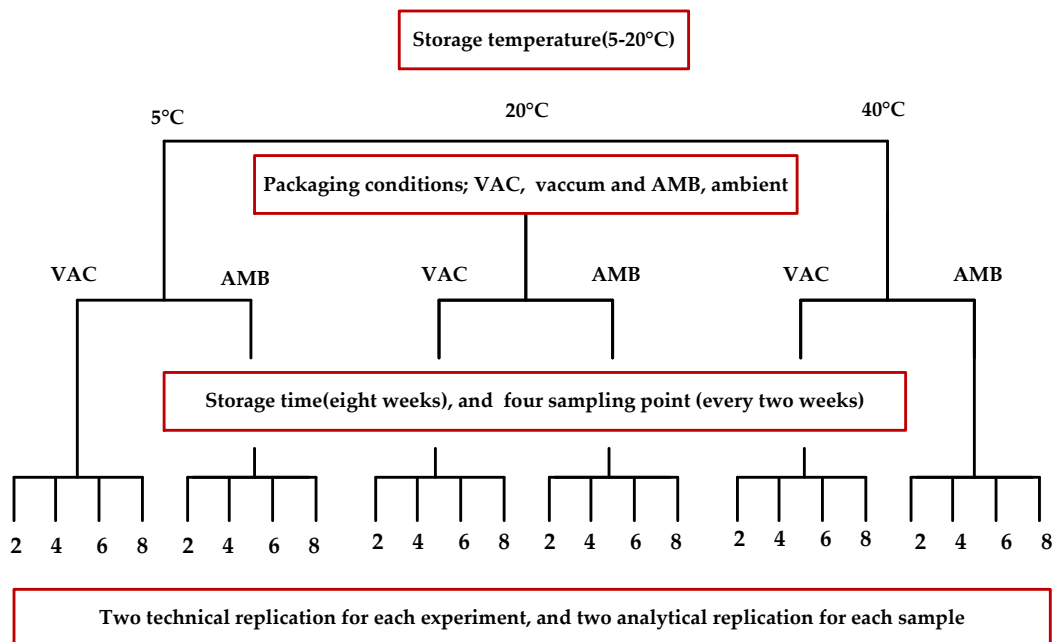 Storage temperature(5-20°C)
5°C 20°C 40°C
Packaging conditions; VAC, vaccum and AMB, ambient
VAC AMB VAC AMB VAC AMB
Storage time(eight weeks), and four sampling point (every two weeks)
2 4 6 8 2 4 6 8 2 4 6 8 2 4 6 8 2 4 6 8 2 4 6 8
Two technical replication for each experiment, and two analytical replication for each sample